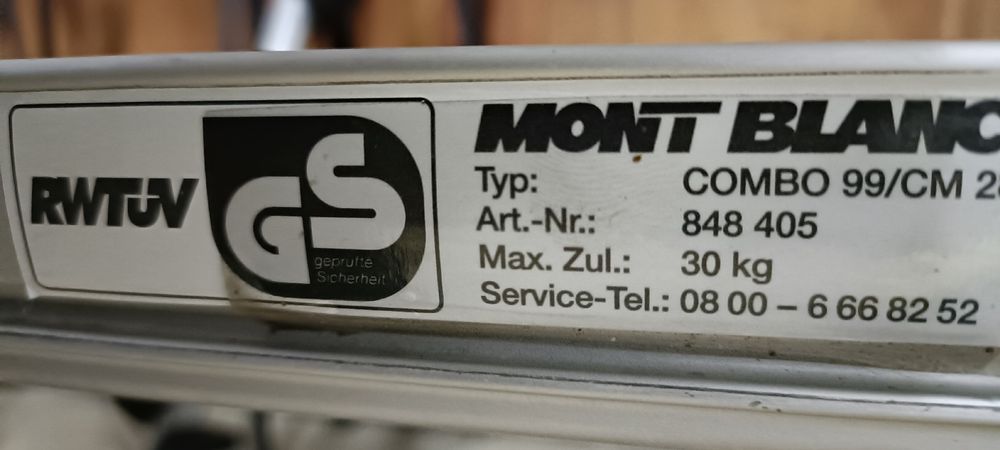 RWTÜV
GS
geprüfte
Sicherheit
MONT BLANC
Typ: COMBO 99/CM
Art.-Nr.: 848 405
Max. Zul.: 30 kg
Service-Tel.: 08 00 – 6 66 82 52